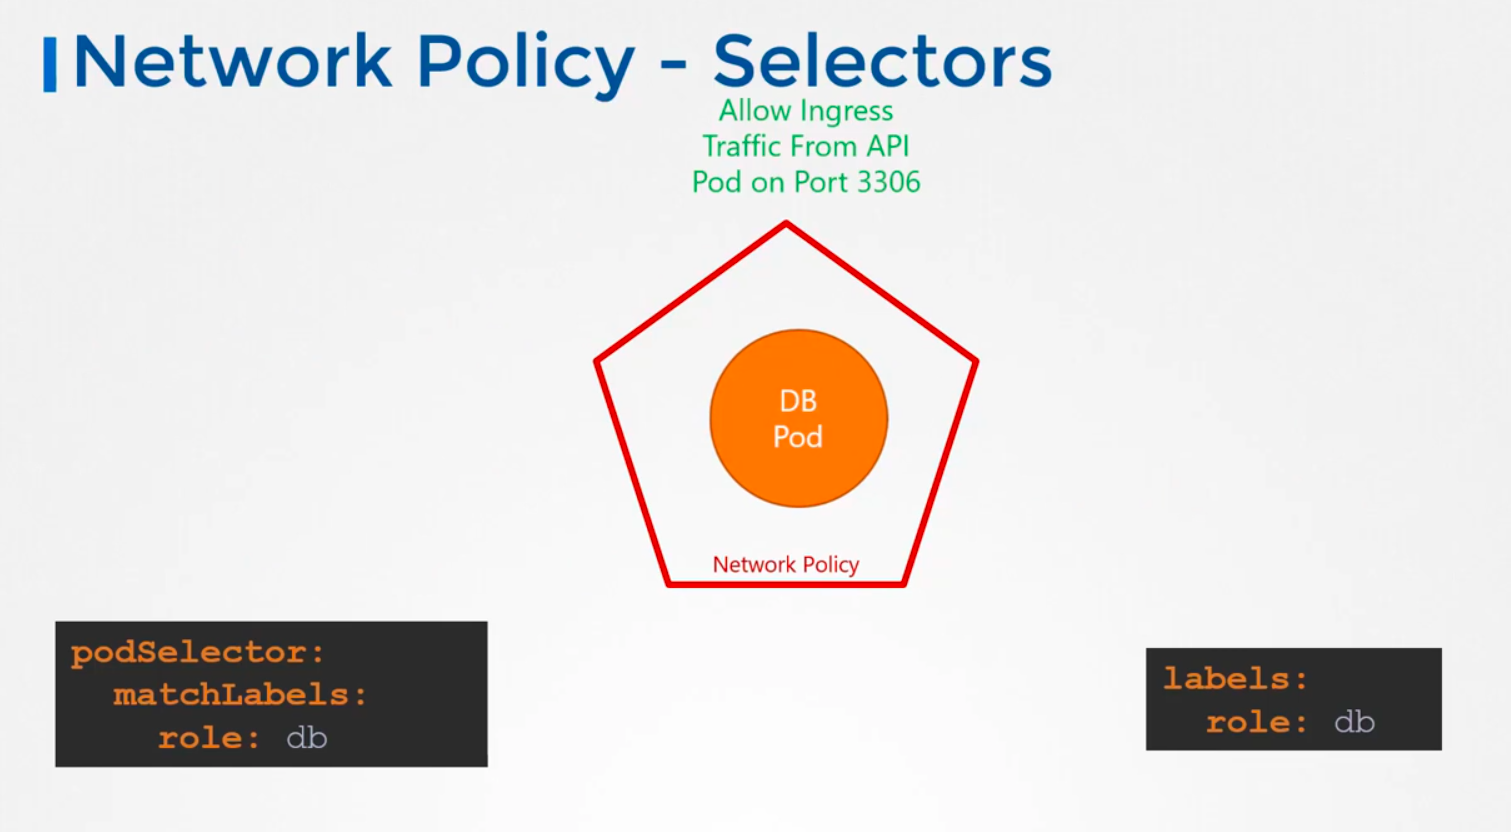 Network Policy - Selectors
Allow Ingress
Traffic From API
Pod on Port 3306
DB
Pod
Network Policy
podSelector:
  matchLabels:
    role: db
labels:
  role: db